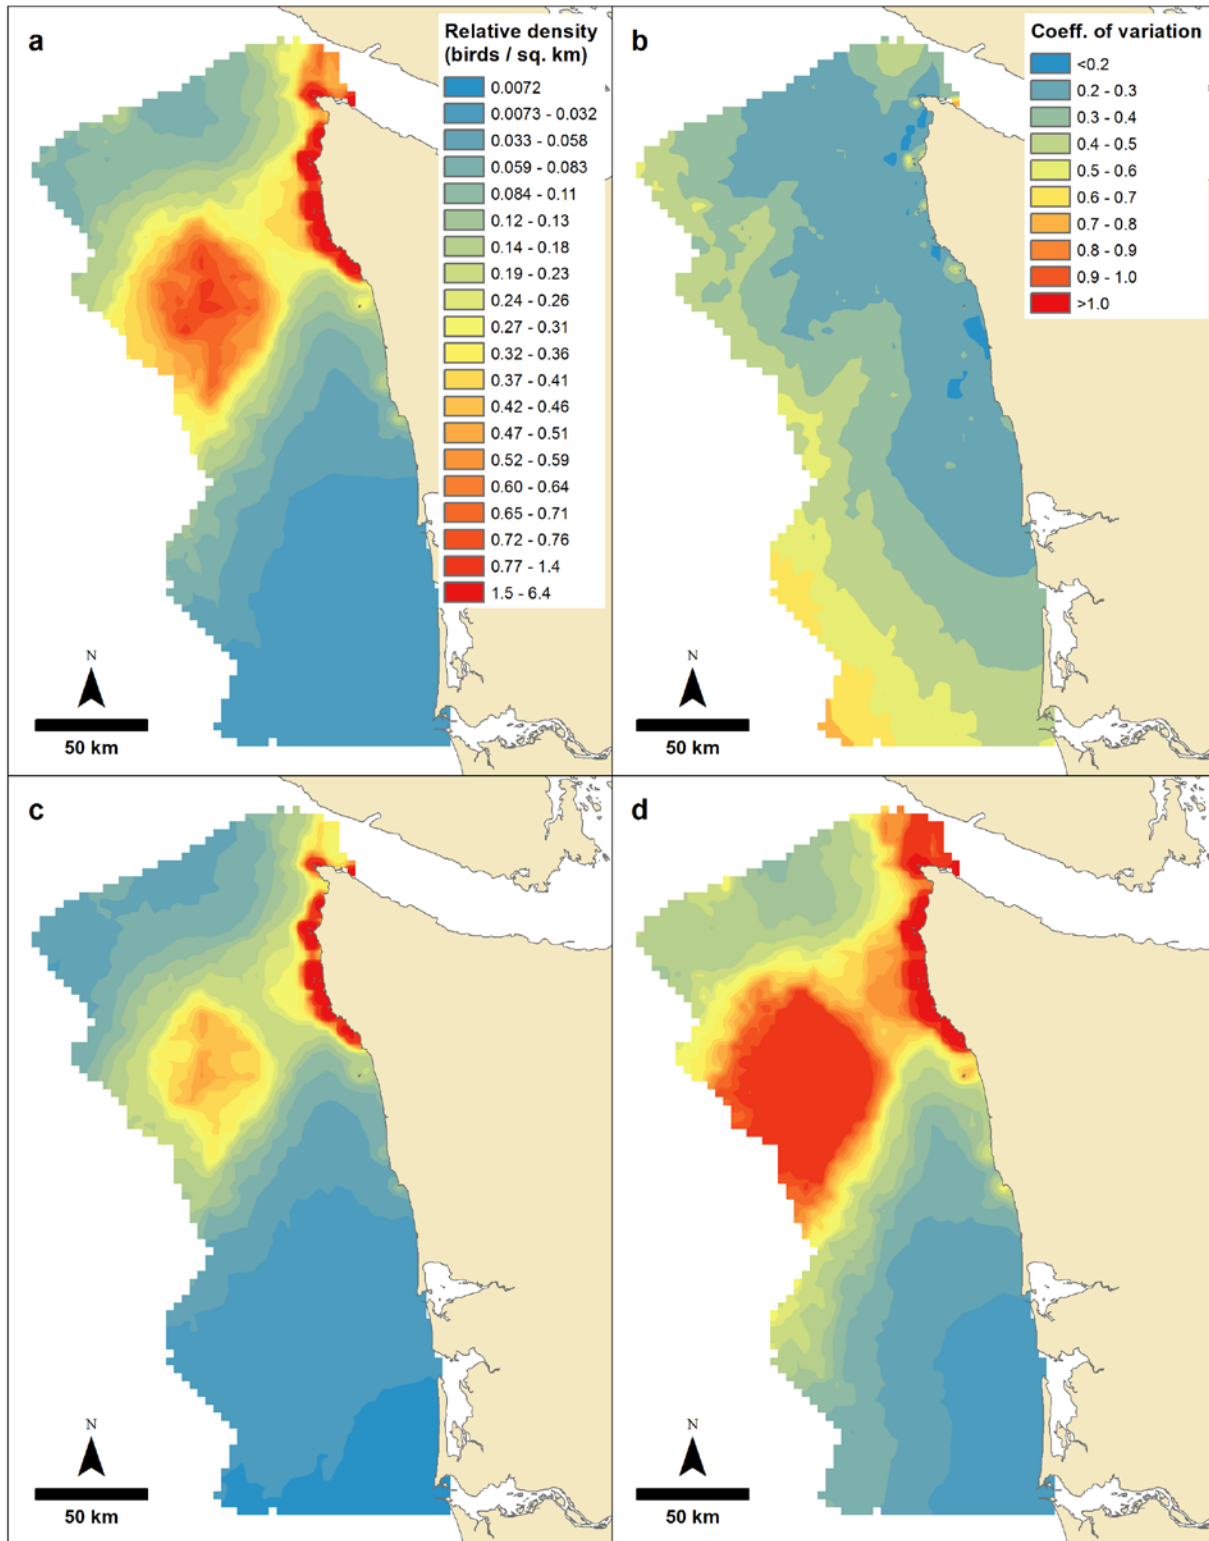 a
Relative density
(birds / sq. km)
0.0072
0.0073 - 0.032
0.033 - 0.058
0.059 - 0.083
0.084 - 0.11
0.12 - 0.13
0.14 - 0.18
0.19 - 0.23
0.24 - 0.26
0.27 - 0.31
0.32 - 0.36
0.37 - 0.41
0.42 - 0.46
0.47 - 0.51
0.52 - 0.59
0.60 - 0.64
0.65 - 0.71
0.72 - 0.76
0.77 - 1.4
1.5 - 6.4
N
50 km
b
Coeff. of variation
<0.2
0.2 - 0.3
0.3 - 0.4
0.4 - 0.5
0.5 - 0.6
0.6 - 0.7
0.7 - 0.8
0.8 - 0.9
0.9 - 1.0
>1.0
N
50 km
c
N
50 km
d
N
50 km